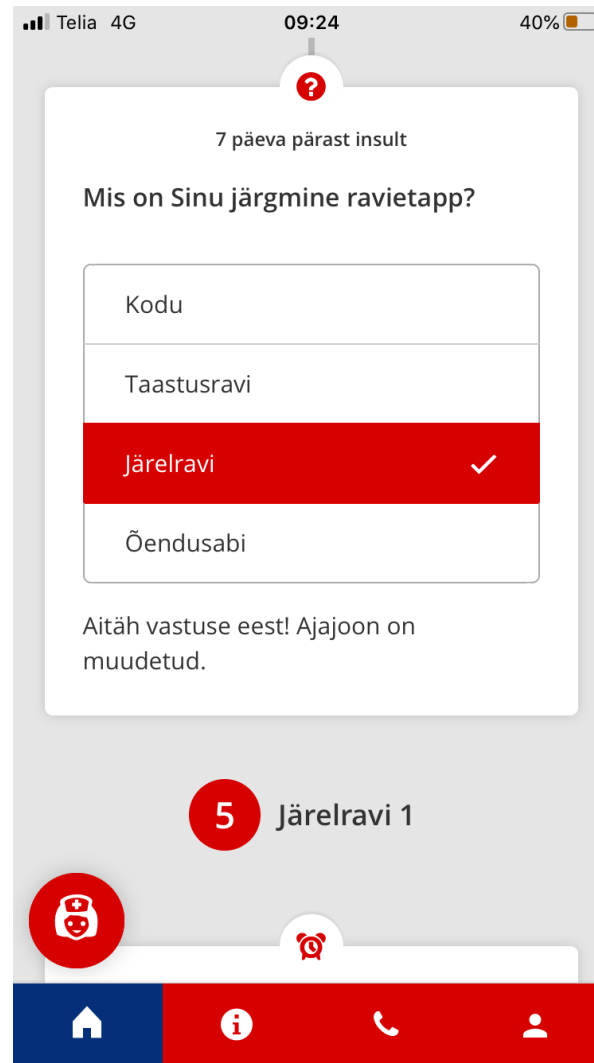 Telia 4G 09:24 40%
7 päeva pärast insult
Mis on Sinu järgmine ravietapp?
Kodu
Taastusravi
Järelravi
Õendusabi
Aitäh vastuse eest! Ajajoon on
muudetud.
5 Järelravi 1